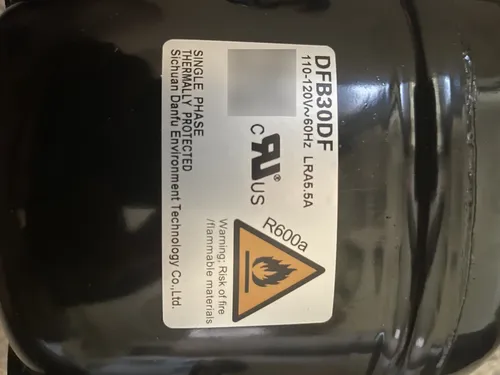 DFB30DF
110-120V~60Hz LRA5.5A
c RU ® US
SINGLE PHASE
THERMALLY PROTECTED
Sichuan Danfu Environment Technology Co.,Ltd.
R600a
Warning: Risk of fire
/flammable materials